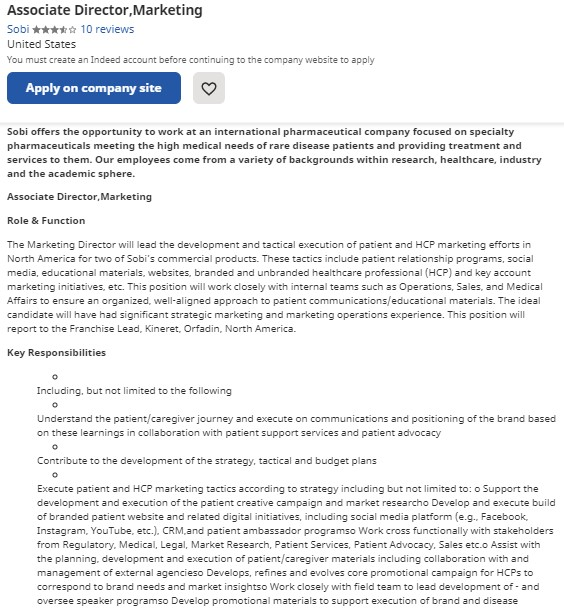 Associate Director,Marketing
Sobi ★★★★☆ 10 reviews
United States
You must create an Indeed account before continuing to the company website to apply
Apply on company site
Sobi offers the opportunity to work at an international pharmaceutical company focused on specialty
pharmaceuticals meeting the high medical needs of rare disease patients and providing treatment and
services to them. Our employees come from a variety of backgrounds within research, healthcare, industry
and the academic sphere.
Associate Director,Marketing
Role & Function
The Marketing Director will lead the development and tactical execution of patient and HCP marketing efforts in
North America for two of Sobi's commercial products. These tactics include patient relationship programs, social
media, educational materials, websites, branded and unbranded healthcare professional (HCP) and key account
marketing initiatives, etc. This position will work closely with internal teams such as Operations, Sales, and Medical
Affairs to ensure an organized, well-aligned approach to patient communications/educational materials. The ideal
candidate will have had significant strategic marketing and marketing operations experience. This position will
report to the Franchise Lead, Kineret, Orfadin, North America.
Key Responsibilities
Including, but not limited to the following
Understand the patient/caregiver journey and execute on communications and positioning of the brand based
on these learnings in collaboration with patient support services and patient advocacy
Contribute to the development of the strategy, tactical and budget plans
Execute patient and HCP marketing tactics according to strategy including but not limited to: o Support the
development and execution of the patient creative campaign and market researcho Develop and execute build
of branded patient website and related digital initiatives, including social media platform (e.g., Facebook,
Instagram, YouTube, etc.), CRM,and patient ambassador programso Work cross functionally with stakeholders
from Regulatory, Medical, Legal, Market Research, Patient Services, Patient Advocacy, Sales etc.o Assist with
the planning, development and execution of patient/caregiver materials including collaboration with and
management of external agencieso Develops, refines and evolves core promotional campaign for HCPs to
correspond to brand needs and market insightso Work closely with field team to lead development of - and
oversee speaker programso Develop promotional materials to support execution of brand and disease